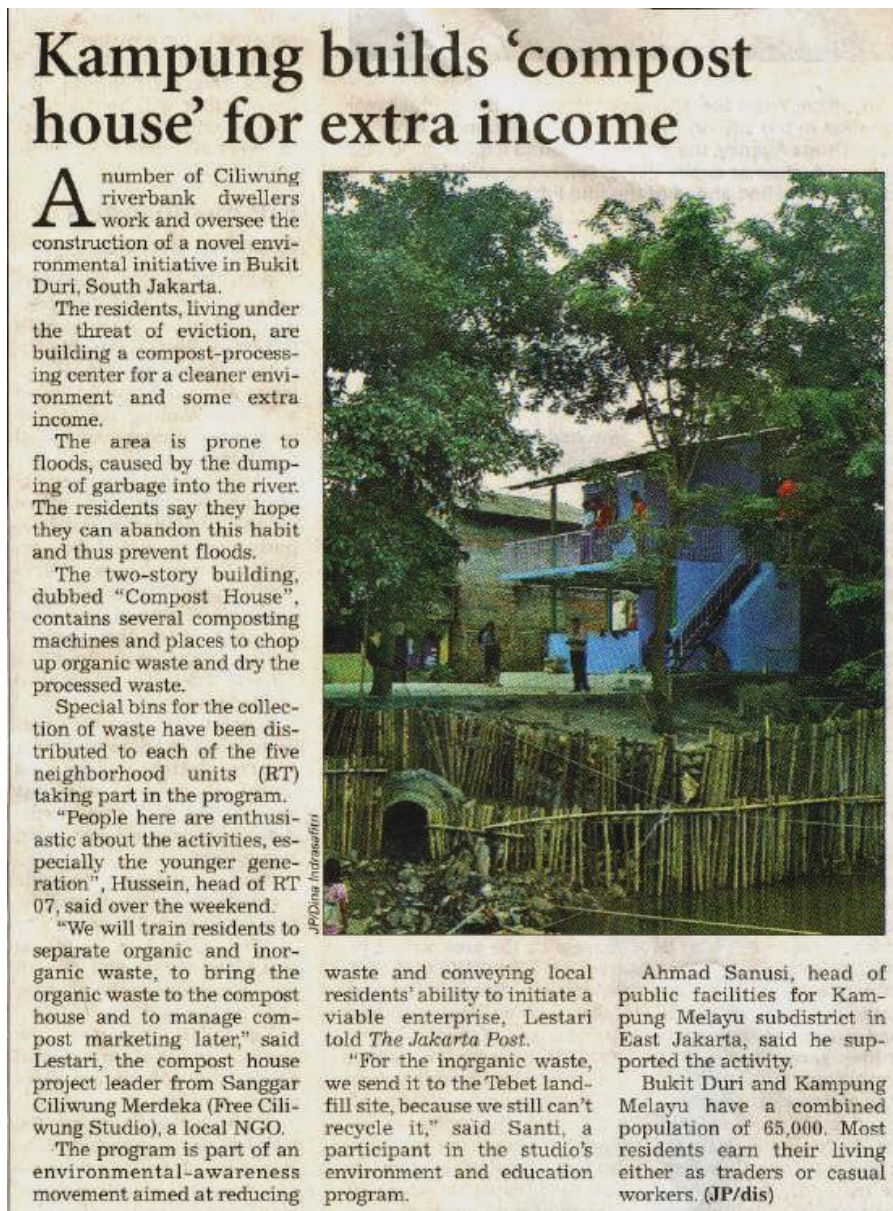 Kampung builds ‘compost
house’ for extra income
A number of Ciliwung
riverbank dwellers
work and oversee the
construction of a novel envi-
ronmental initiative in Bukit
Duri, South Jakarta.
The residents, living under
the threat of eviction, are
building a compost-process-
ing center for a cleaner envi-
ronment and some extra
income.
The area is prone to
floods, caused by the dump-
ing of garbage into the river.
The residents say they hope
they can abandon this habit
and thus prevent floods.
The two-story building,
dubbed “Compost House”,
contains several composting
machines and places to chop
up organic waste and dry the
processed waste.
Special bins for the collec-
tion of waste have been dis-
tributed to each of the five
neighborhood units (RT)
taking part in the program.
“People here are enthusi-
astic about the activities, es-
pecially the younger gene-
ration”, Hussein, head of RT
07, said over the weekend.
“We will train residents to
separate organic and inor-
ganic waste, to bring the
organic waste to the compost
house and to manage com-
post marketing later,” said
Lestari, the compost house
project leader from Sanggar
Ciliwung Merdeka (Free Cili-
wung Studio), a local NGO.
The program is part of an
environmental-awareness
movement aimed at reducing
JP/Dina Indrasafitri
waste and conveying local
residents’ ability to initiate a
viable enterprise, Lestari
told The Jakarta Post.
“For the inorganic waste,
we send it to the Tebet land-
fill site, because we still can’t
recycle it,” said Santi, a
participant in the studio’s
environment and education
program.
Ahmad Sanusi, head of
public facilities for Kam-
pung Melayu subdistrict in
East Jakarta, said he sup-
ported the activity.
Bukit Duri and Kampung
Melayu have a combined
population of 65,000. Most
residents earn their living
either as traders or casual
workers. (JP/dis)